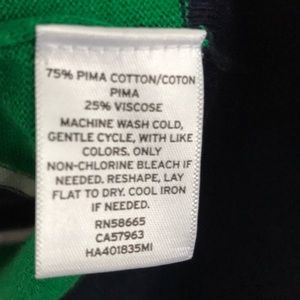 75% PIMA COTTON/COTON
PIMA
25% VISCOSE
MACHINE WASH COLD,
GENTLE CYCLE, WITH LIKE
COLORS. ONLY
NON-CHLORINE BLEACH IF
NEEDED. RESHAPE, LAY
FLAT TO DRY. COOL IRON
IF NEEDED.
RN58665
CA57963
HA401835MI